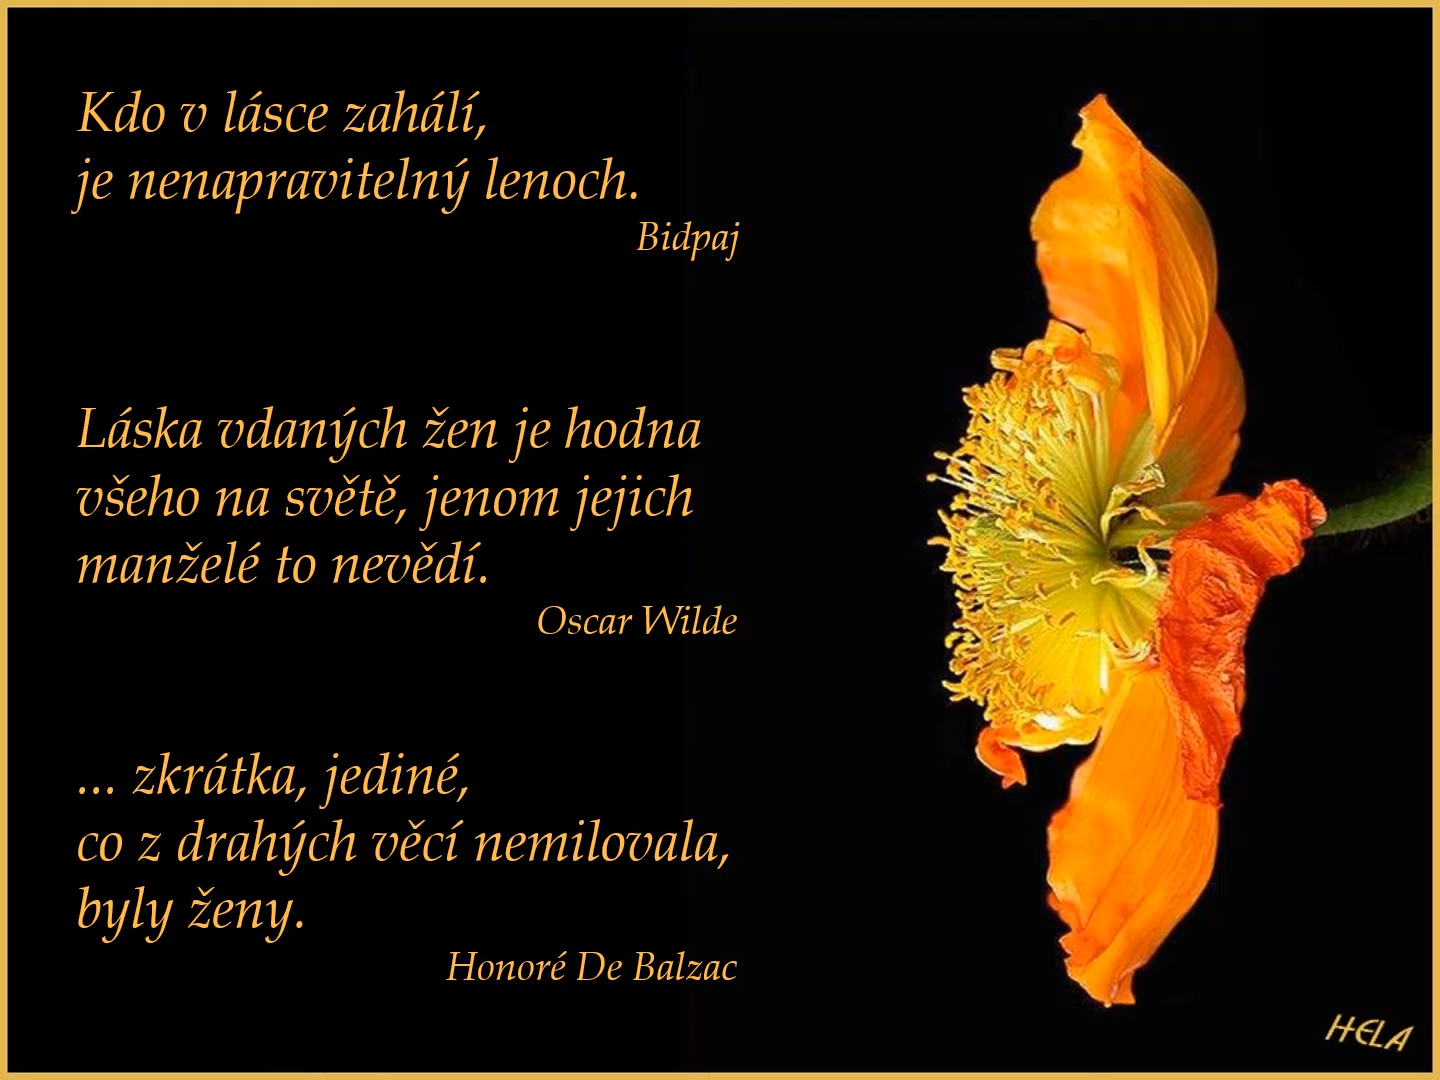 Kdo v lásce zahálí,
je nenapravitelný lenoch.
Bidpaj
Láska vdaných žen je hodna
všeho na světě, jenom jejich
manželé to nevědí.
Oscar Wilde
... zkrátka, jediné,
co z drahých věcí nemilovala,
byly ženy.
Honoré De Balzac
HELA